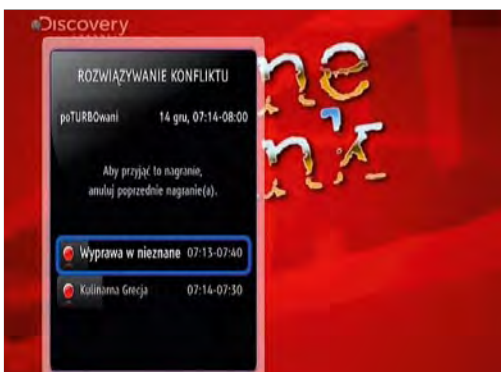 Discovery
ROZWIĄZYWANIE KONFLIKTU
poTURBOwani 14 gru, 07:14-08:00
Aby przyjąć to nagranie,
anuluj poprzednie nagranie(a).
Wyprawa w nieznane 07:13-07:40
Kulinarna Grecja 07:14-07:30